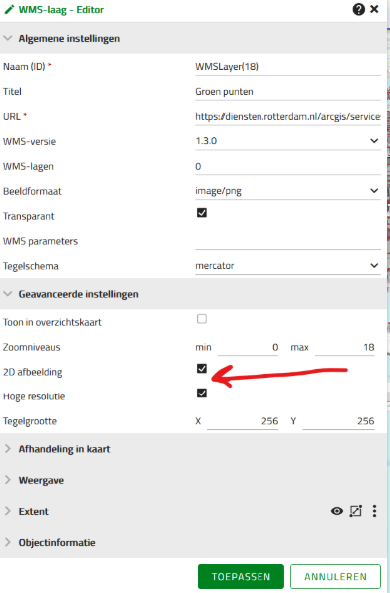 WMS-laag - Editor
Algemene instellingen
Naam (ID) * WMSLayer(18)
Titel Groen punten
URL * https://diensten.rotterdam.nl/arcgis/service
WMS-versie 1.3.0
WMS-lagen 0
Beeldformaat image/png
Transparant
WMS parameters
Tegelschema mercator
Geavanceerde instellingen
Toon in overzichtskaart
Zoomniveaus min 0 max 18
2D afbeelding
Hoge resolutie
Tegelgrootte X 256 Y 256
Afhandeling in kaart
Weergave
Extent
Objectinformatie
TOEPASSEN ANNULEREN